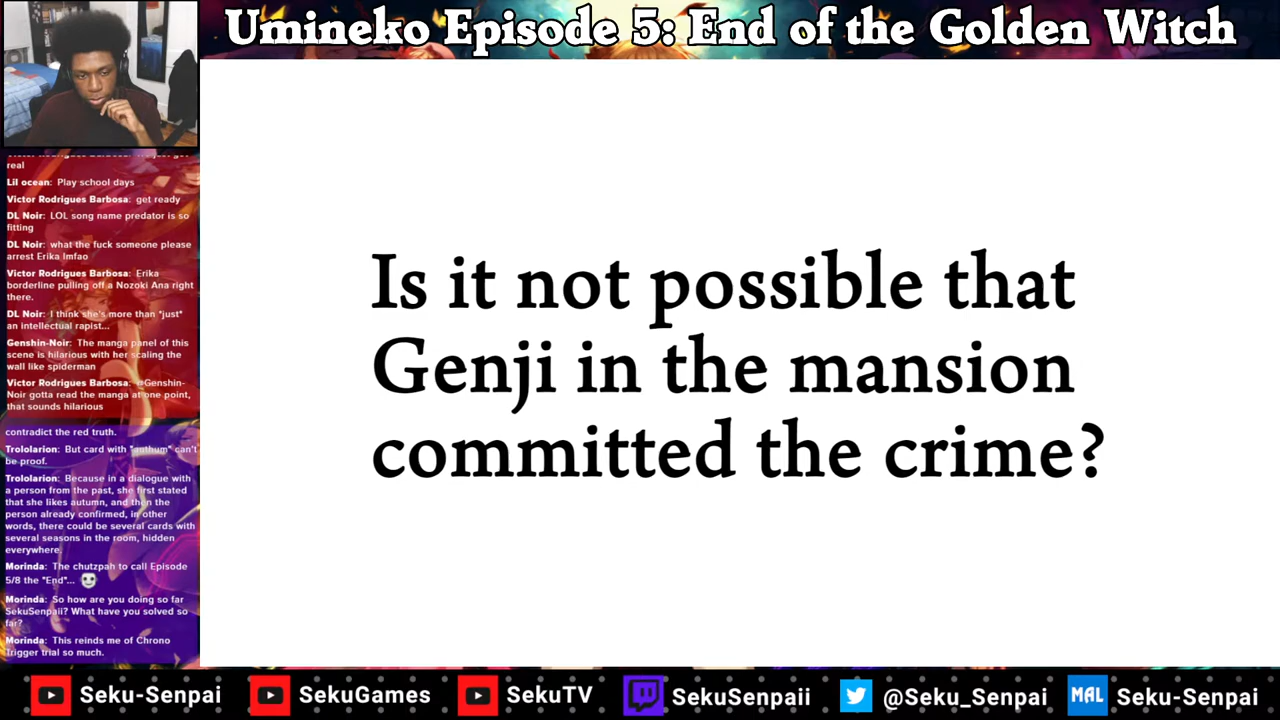 Umineko Episode 5: End of the Golden Witch
real
Lil ocean: Play school days
Victor Rodrigues Barbosa: get ready
DL Noir: LOL song name predator is so
fitting
DL Noir: what the fuck someone please
arrest Erika lmfao
Victor Rodrigues Barbosa: Erika
borderline pulling off a Nozoki Ana right
there.
DL Noir: I think she's more than *just*
an intellectual rapist...
Genshin-Noir: The manga panel of this
scene is hilarious with her scaling the
wall like spiderman
Victor Rodrigues Barbosa: @Genshin-
Noir gotta read the manga at one point,
that sounds hilarious
contradict the red truth.
Trololarion: But card with "authum" can't
be proof.
Trololarion: Because in a dialogue with
a person from the past, she first stated
that she likes autumn, and then the
person already confirmed, in other
words, there could be several cards with
several seasons in the room, hidden
everywhere.
Morinda: The chutzpah to call Episode
5/8 the "End"...
Morinda: So how are you doing so far
SekuSenpaii? What have you solved so
far?
Morinda: This reinds me of Chrono
Trigger trial so much.
Is it not possible that
Genji in the mansion
committed the crime?
Seku-Senpai SekuGames SekuTV SekuSenpaii @Seku_Senpai MAL Seku-Senpai